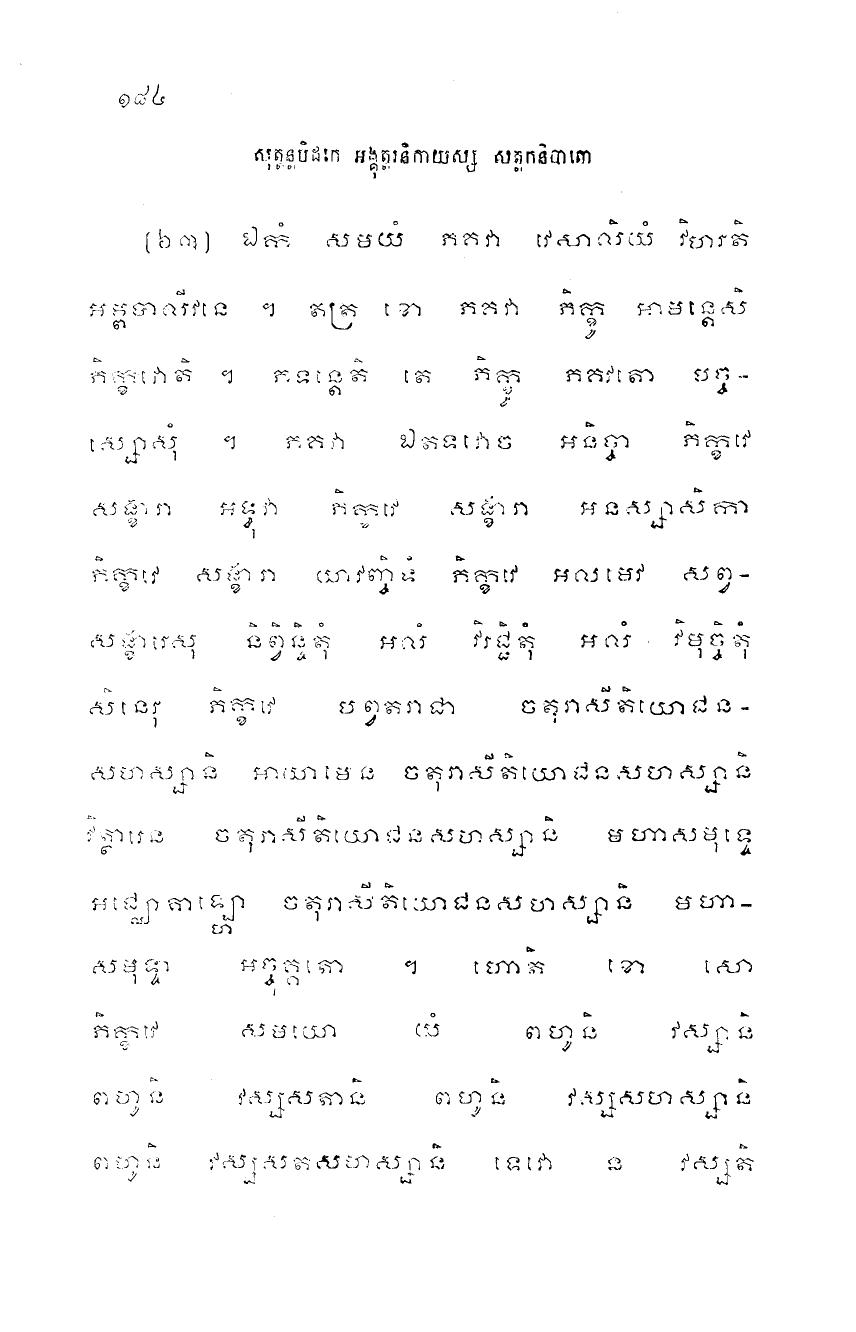 ១៨៤
សុត្តន្តបិដកេ អង្គុត្តរនិកាយស្ស សត្តកនិបាតោ
(៦៣) ឯកំ សមយំ ភគវា វេសាលិយំ វិហរតិ
អម្ពបាលីវនេ ។ តត្រ ខោ ភគវា ភិក្ខូ អាមន្តេសិ
ភិក្ខវោតិ ។ ភទន្តេតិ តេ ភិក្ខូ ភគវតោ បច្ច-
ស្សោសុំ ។ ភគវា ឯតទវោច អនិច្ចា ភិក្ខវេ
សង្ខារា អទ្ធុវា ភិក្ខវេ សង្ខារា អនស្សាសិកា
ភិក្ខវេ សង្ខារា យាវញ្ចិទំ ភិក្ខវេ អលមេវ សព្វ-
សង្ខារេសុ និព្វិន្ទិតុំ អលំ វិរជ្ជិតុំ អលំ វិមុច្ចិតុំ
សិនេរុ ភិក្ខវេ បព្វតរាជា ចតុរាសីតិយោជន-
សហស្សានិ អាយាមេន ចតុរាសីតិយោជនសហស្សានិ
វិត្ថារេន ចតុរាសីតិយោជនសហស្សានិ មហាសមុទ្ទេ
អជ្ឈោគាឡ្ហោ ចតុរាសីតិយោជនសហស្សានិ មហា-
សមុទ្ទា អច្ចុគ្គតោ ។ ហោតិ ខោ សោ
ភិក្ខវេ សមយោ យំ ពហូនិ វស្សានិ
ពហូនិ វស្សសតានិ ពហូនិ វស្សសហស្សានិ
ពហូនិ វស្សសតសហស្សានិ ទេវោ ន វស្សតិ